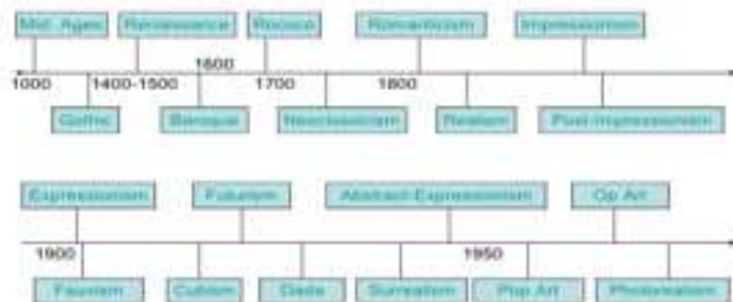 Mid. Ages Renaissance Rococo Romanticism Impressionism
1600
1000 1400-1500 1700 1800
Gothic Baroque Neoclassicism Realism Post-Impressionism
Expressionism Futurism Abstract Expressionism Op Art
1900 1950
Fauvism Cubism Dada Surrealism Pop Art Photorealism